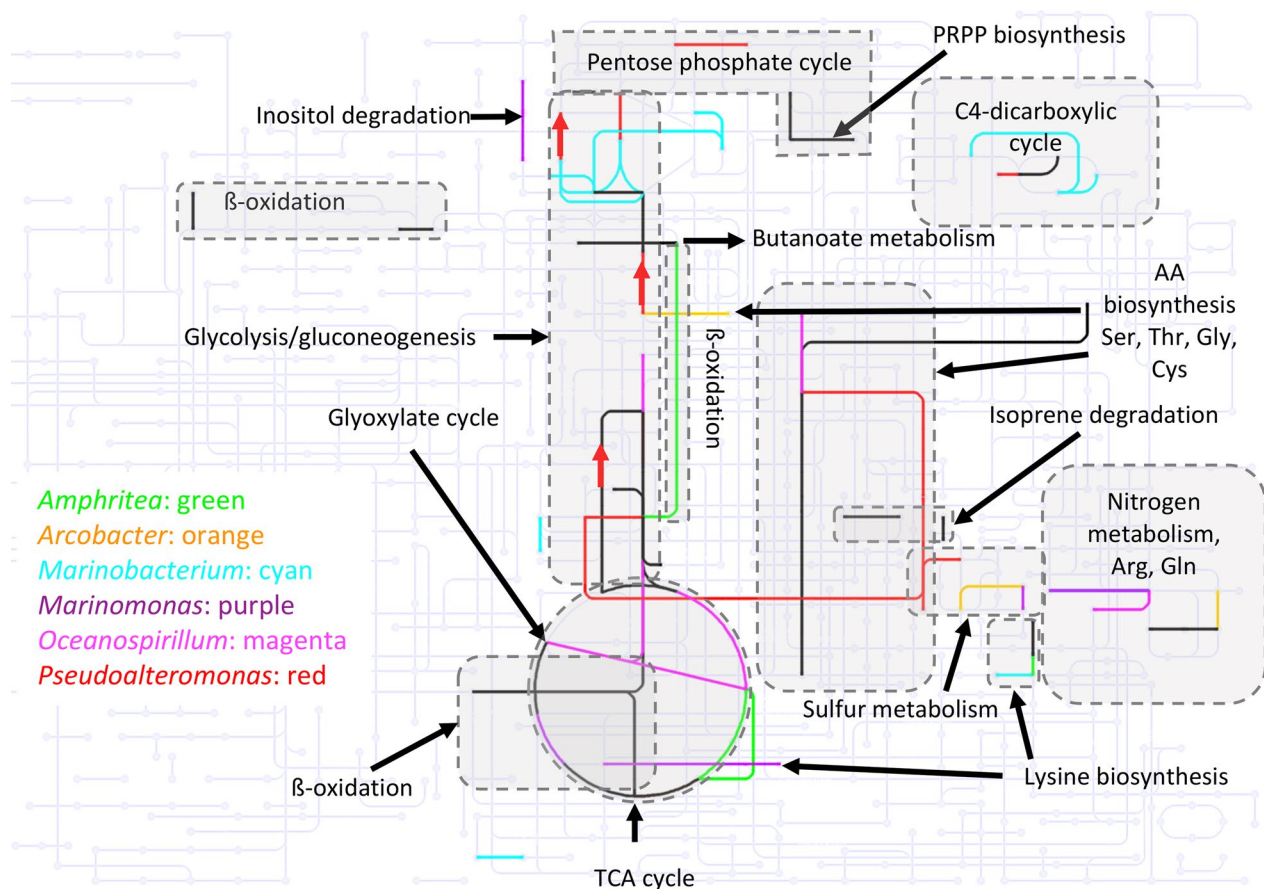 PRPP biosynthesis
Pentose phosphate cycle
Inositol degradation
C4-dicarboxylic
cycle
ß-oxidation
Butanoate metabolism
AA
biosynthesis
Ser, Thr, Gly,
Cys
Glycolysis/gluconeogenesis
ß-oxidation
Glyoxylate cycle
Isoprene degradation
Amphritea: green
Arcobacter: orange
Marinobacterium: cyan
Marinomonas: purple
Oceanospirillum: magenta
Pseudoalteromonas: red
Nitrogen
metabolism,
Arg, Gln
Sulfur metabolism
ß-oxidation
Lysine biosynthesis
TCA cycle